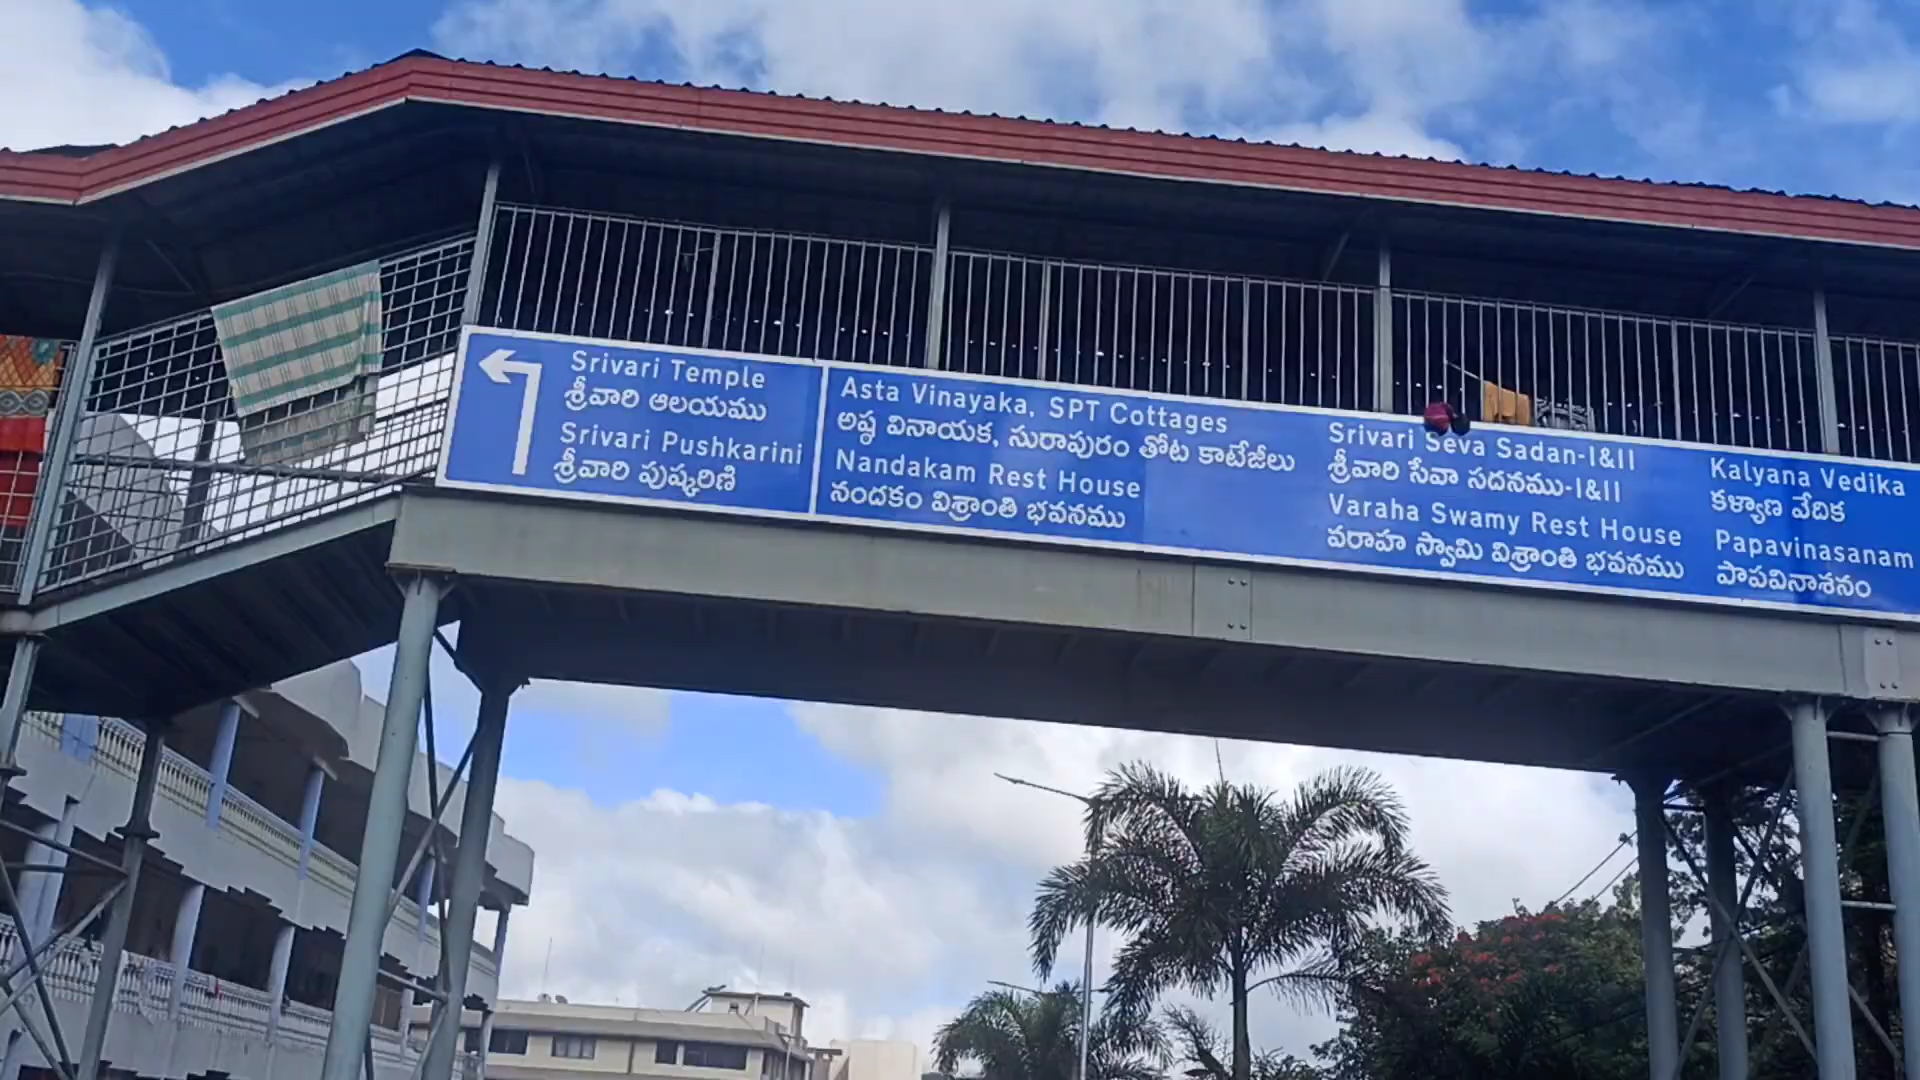 Srivari Temple
శ్రీవారి ఆలయము
Srivari Pushkarini
శ్రీవారి పుష్కరిణి
Asta Vinayaka, SPT Cottages
అష్ఠ వినాయక, సురాపురం తోట కాటేజీలు
Nandakam Rest House
నందకం విశ్రాంతి భవనము
Srivari Seva Sadan-I&II
శ్రీవారి సేవా సదనము-I&II
Varaha Swamy Rest House
వరాహ స్వామి విశ్రాంతి భవనము
Kalyana Vedika
కళ్యాణ వేదిక
Papavinasanam
పాపవినాశనం